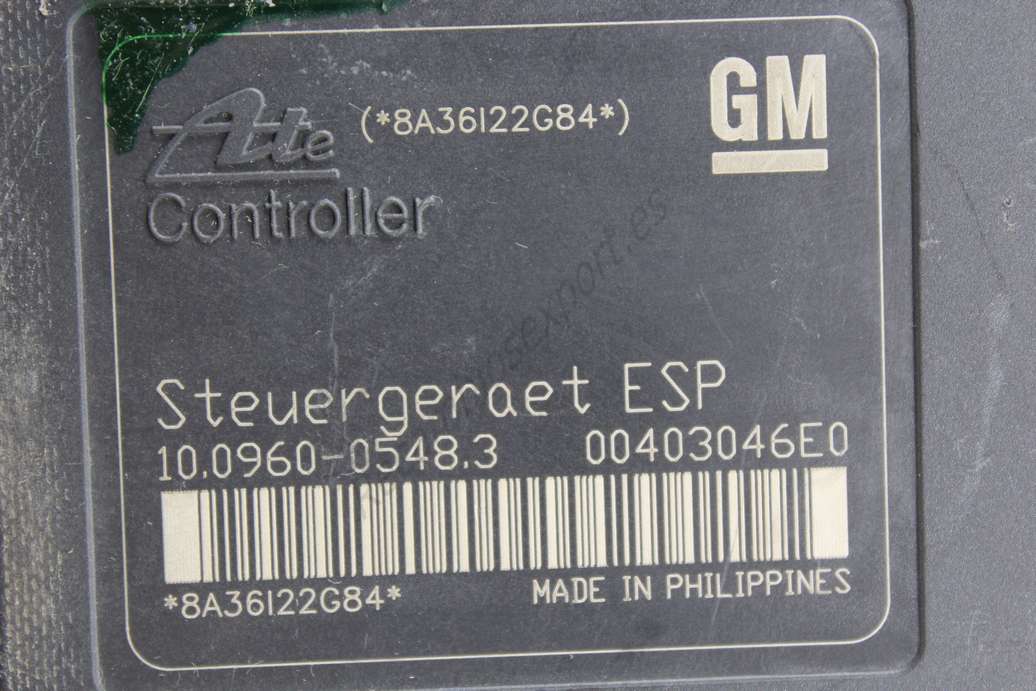 Ate (*8A36I22G84*) GM
Controller
Steuergeraet ESP
10.0960-0548.3 00403046E0
*8A36I22G84* MADE IN PHILIPPINES